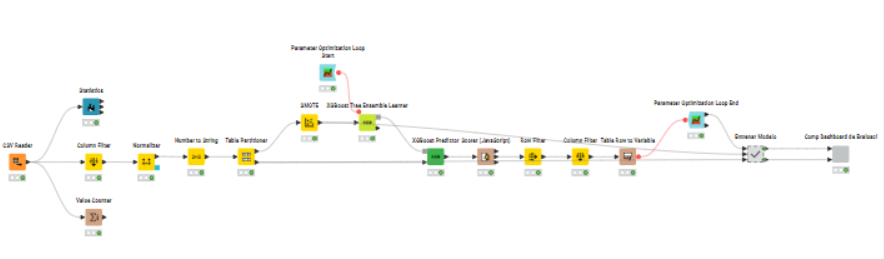 Parameter Optimization Loop
Start
Statistics
SMOTE
XGBoost Tree Ensemble Learner
Parameter Optimization Loop End
CSV Reader
Column Filter
Normalizer
Number to String
Table Partitioner
XGBoost Predictor
Scorer (JavaScript)
Row Filter
Column Filter
Table Row to Variable
Entrenar Models
Comp Dashboard de Evaluaci
Value Counter